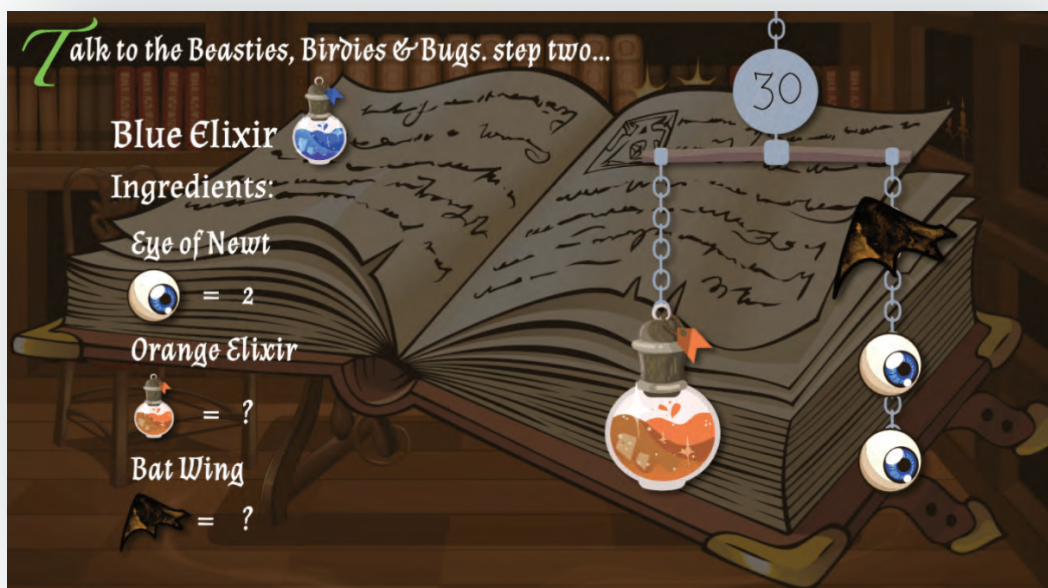 Talk to the Beasties, Birdies & Bugs. step two...
30
Blue Elixir
Ingredients:
Eye of Newt
= 2
Orange Elixir
= ?
Bat Wing
= ?